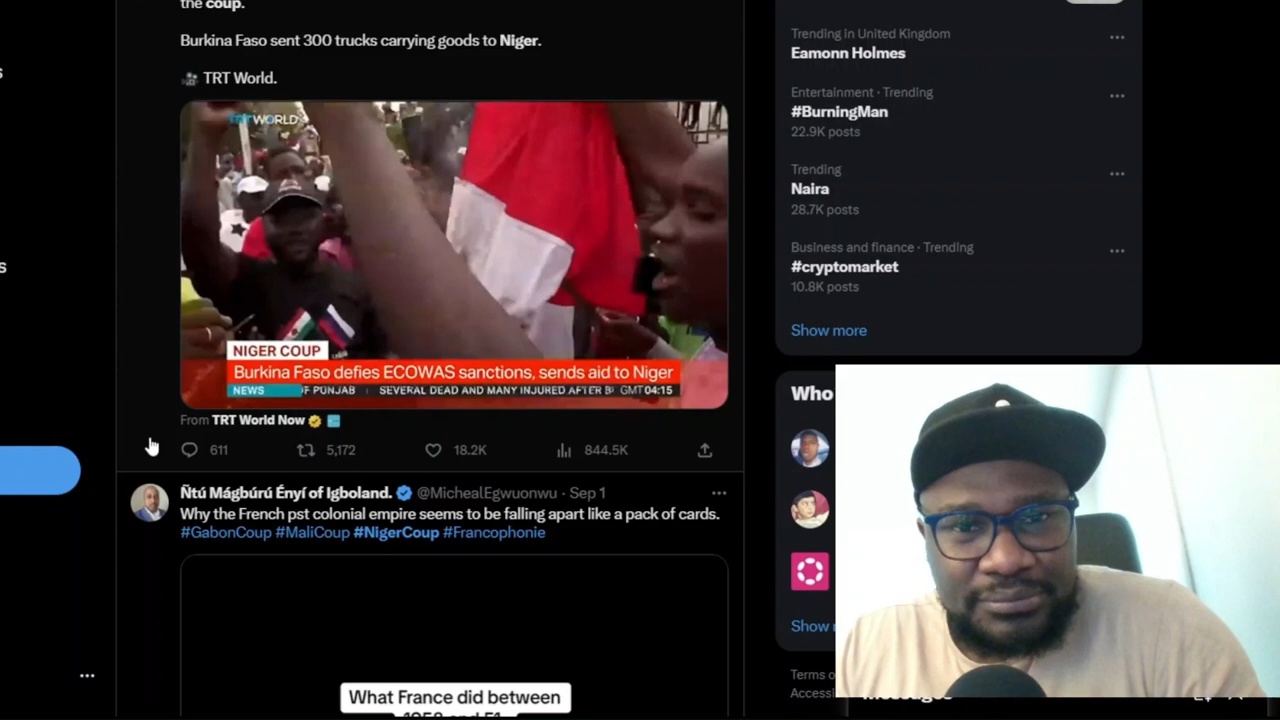 the coup.
Burkina Faso sent 300 trucks carrying goods to Niger.
TRT World.
TRT WORLD
NIGER COUP
Burkina Faso defies ECOWAS sanctions, sends aid to Niger
NEWS
F PUNJAB
SEVERAL DEAD AND MANY INJURED AFTER
GMT 04:15
From TRT World Now
611
5,172
18.2K
844.5K
Ñtú Mágbúrú Ényí of Igboland. @MichealEgwuonwu · Sep 1
Why the French pst colonial empire seems to be falling apart like a pack of cards.
#GabonCoup #MaliCoup #NigerCoup #Francophonie
What France did between
Trending in United Kingdom
Eamonn Holmes
Entertainment · Trending
#BurningMan
22.9K posts
Trending
Naira
28.7K posts
Business and finance · Trending
#cryptomarket
10.8K posts
Show more
Who
Show
Terms o
Accessi
Messages